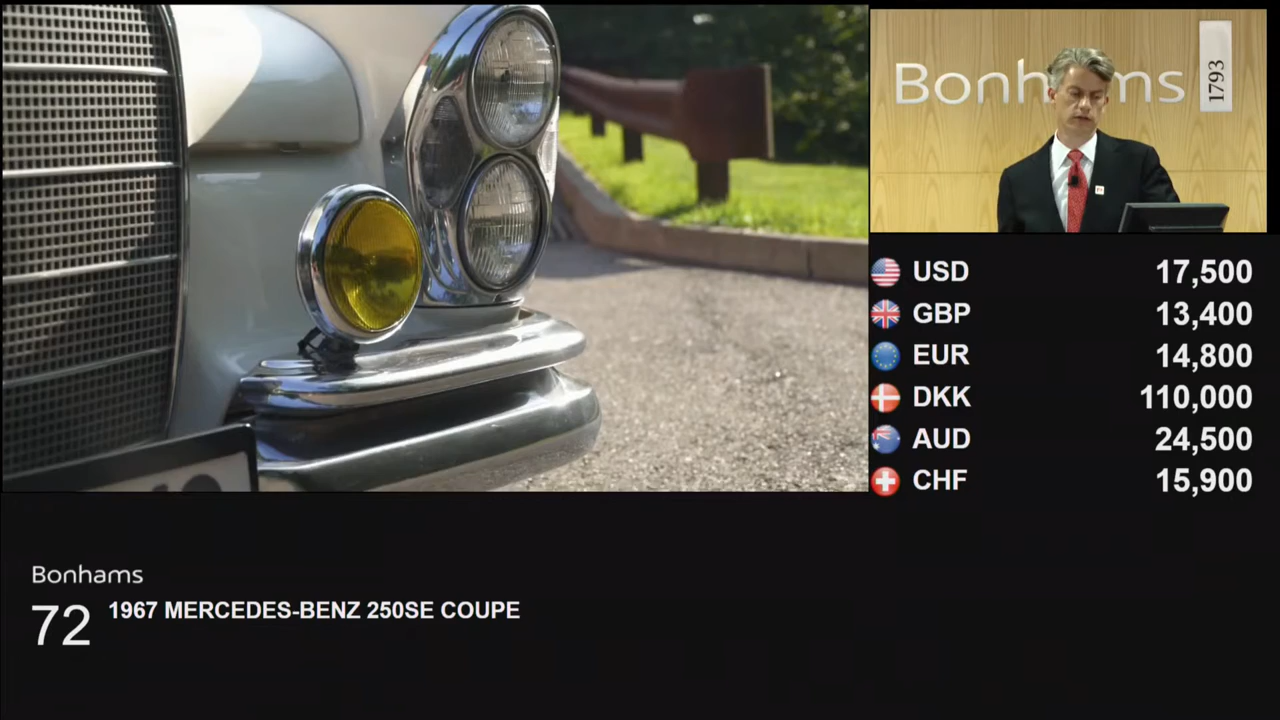 Bonhams
1793
USD 17,500
GBP 13,400
EUR 14,800
DKK 110,000
AUD 24,500
CHF 15,900
Bonhams
72 1967 MERCEDES-BENZ 250SE COUPE